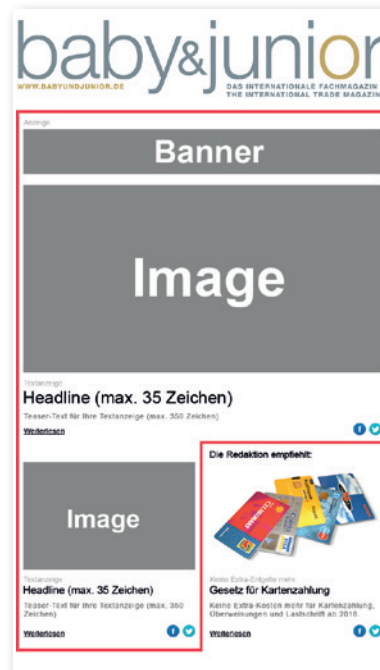 baby&junior
WWW.BABYUNDJUNIOR.DE
DAS INTERNATIONALE FACHMAGAZIN
THE INTERNATIONAL TRADE MAGAZIN
Anzeige
Banner
Image
Textanzeige
Headline (max. 35 Zeichen)
Teaser-Text für Ihre Textanzeige (max. 350 Zeichen)
Weiterlesen
Image
Textanzeige
Headline (max. 35 Zeichen)
Teaser-Text für Ihre Textanzeige (max. 350
Zeichen)
Weiterlesen
Die Redaktion empfiehlt:
Keine Extra-Entgelte mehr
Gesetz für Kartenzahlung
Keine Extra-Kosten mehr für Kartenzahlung,
Überweisungen und Lastschrift ab 2018.
Weiterlesen